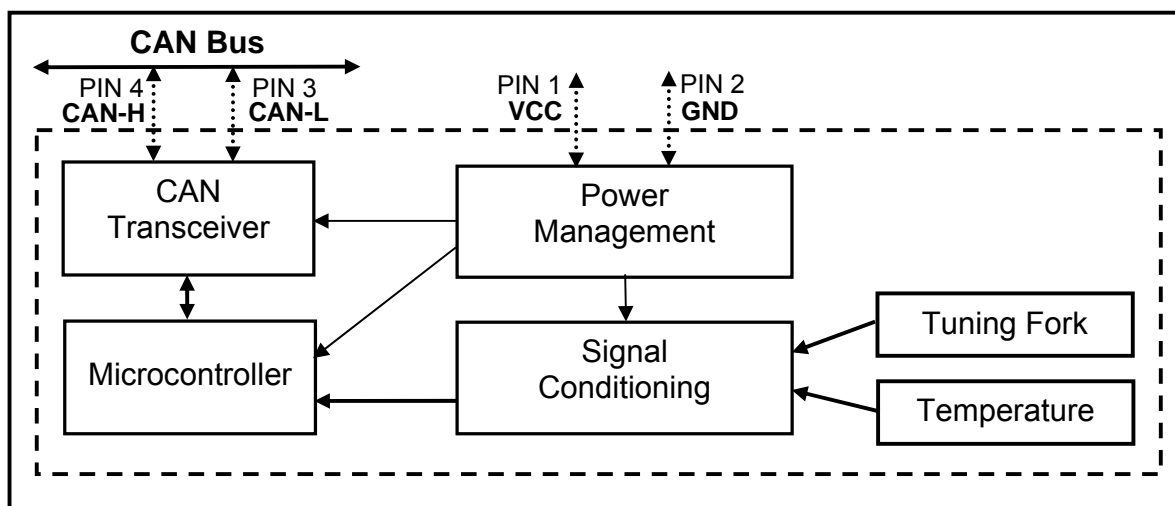 CAN Bus
PIN 4
CAN-H
PIN 3
CAN-L
PIN 1
VCC
PIN 2
GND
CAN
Transceiver
Power
Management
Microcontroller
Signal
Conditioning
Tuning Fork
Temperature